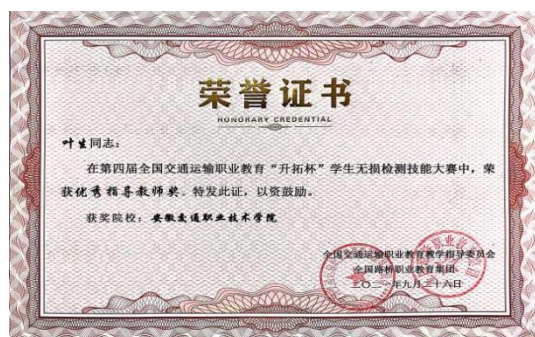 荣誉证书
HONORARY CREDENTIAL
叶生同志：
在第四届全国交通运输职业教育“升拓杯”学生无损检测技能大赛中，荣
获优秀指导教师奖。特发此证，以资鼓励。
获奖院校：安徽交通职业技术学院
全国交通运输职业教育教学指导委员会
全国路桥职业教育集团
二〇二一年九月二十六日